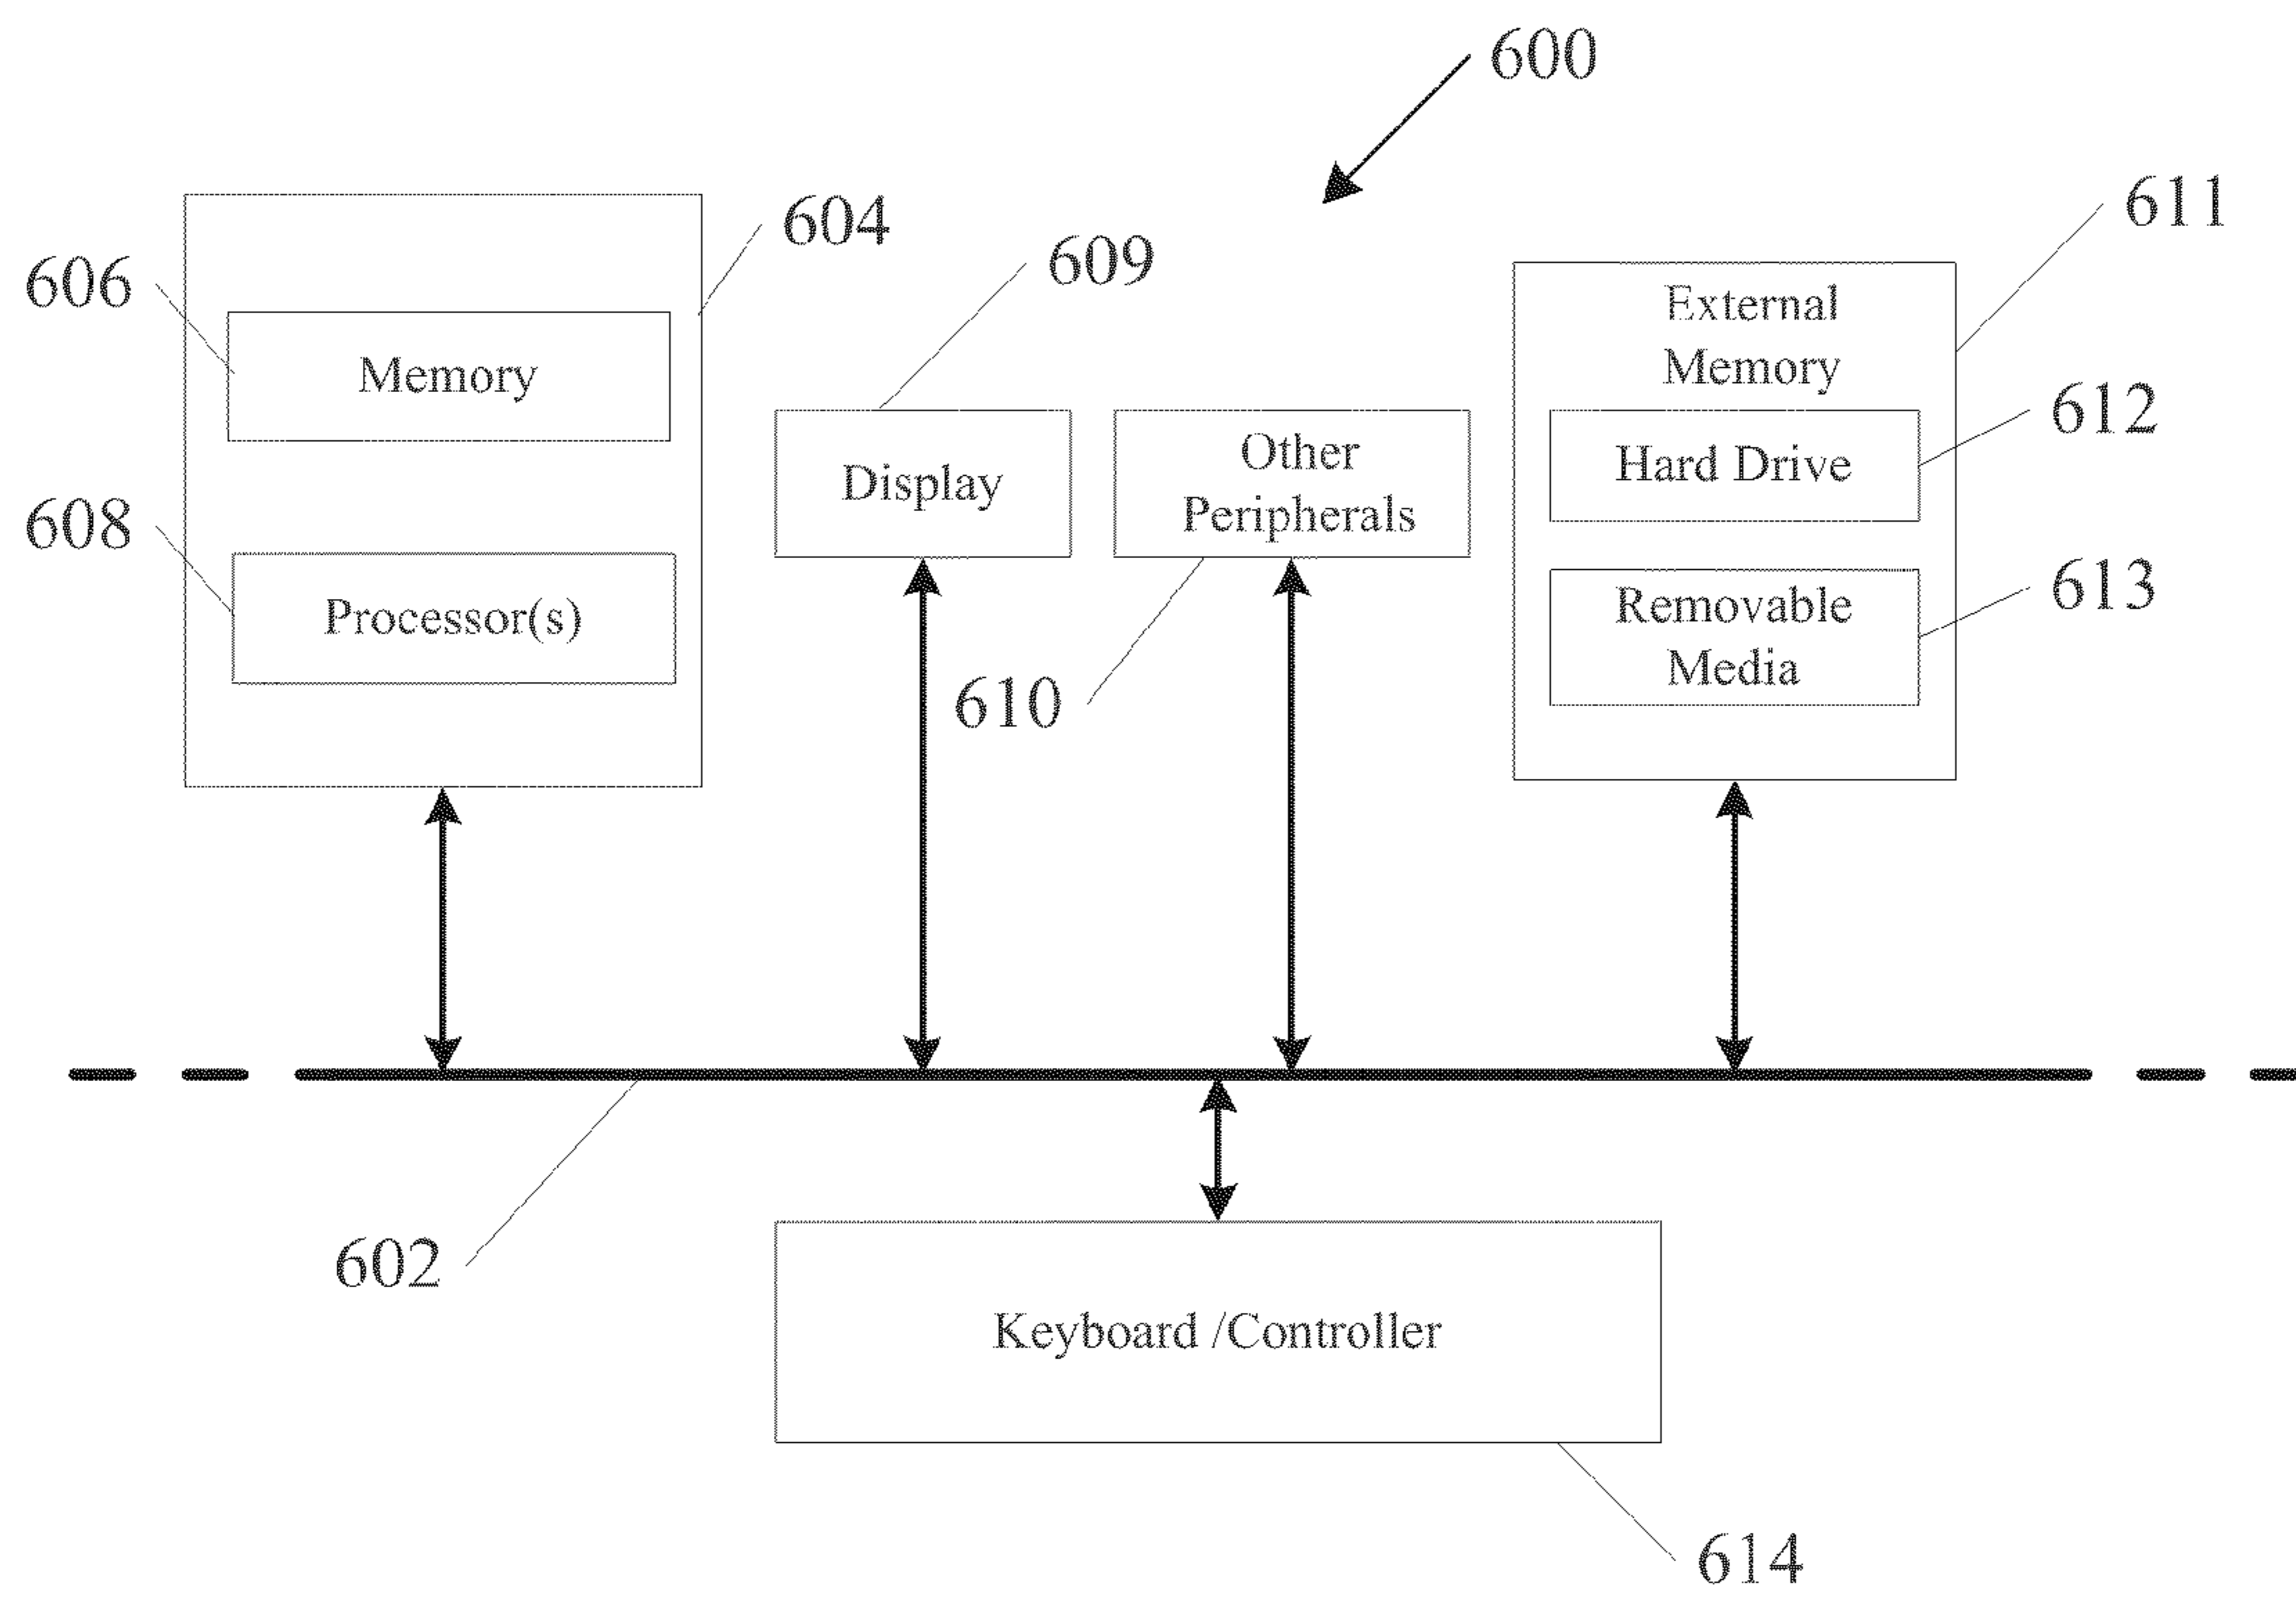 600
611
604
609
606
External
Memory
Memory
612
Other
Hard Drive
Display
Peripherals
608
613
Removable
Processor(s)
Media
610
602
Keyboard /Controller
614